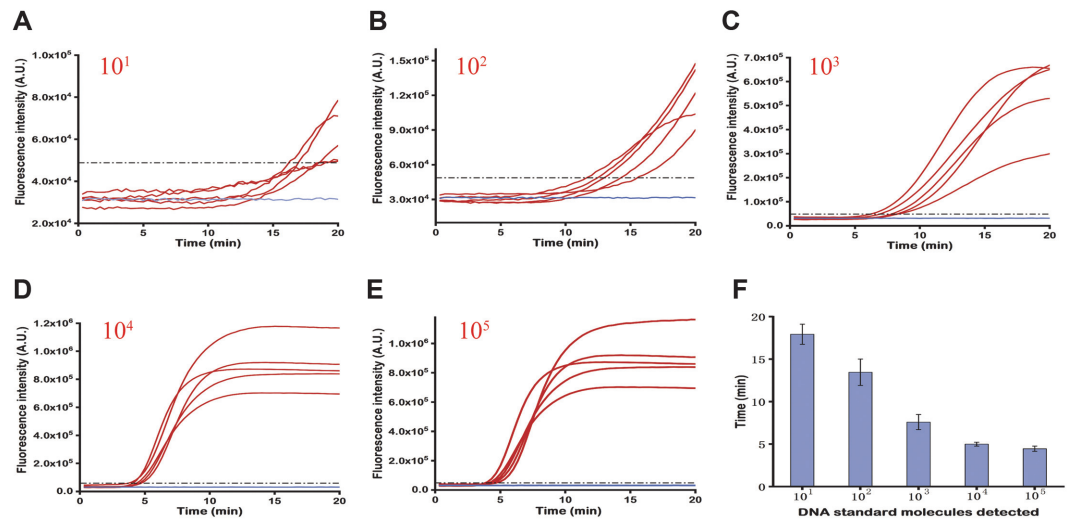 A
10¹
Fluorescence intensity (A.U.)
1.0x10⁵
8.0x10⁴
6.0x10⁴
4.0x10⁴
2.0x10⁴
0
5
10
15
20
Time (min)
B
10²
Fluorescence intensity (A.U.)
1.5x10⁵
1.2x10⁵
9.0x10⁴
6.0x10⁴
3.0x10⁴
0
5
10
15
20
Time (min)
C
10³
Fluorescence intensity (A.U.)
7.0x10⁵
6.0x10⁵
5.0x10⁵
4.0x10⁵
3.0x10⁵
2.0x10⁵
1.0x10⁵
0.0
0
5
10
15
20
Time (min)
D
10⁴
Fluorescence intensity (A.U.)
1.2x10⁶
1.0x10⁶
8.0x10⁵
6.0x10⁵
4.0x10⁵
2.0x10⁵
0.0
0
5
10
15
20
Time (min)
E
10⁵
Fluorescence intensity (A.U.)
1.0x10⁶
8.0x10⁵
6.0x10⁵
4.0x10⁵
2.0x10⁵
0.0
0
5
10
15
20
Time (min)
F
Time (min)
20
15
10
5
0
10¹
10²
10³
10⁴
10⁵
DNA standard molecules detected